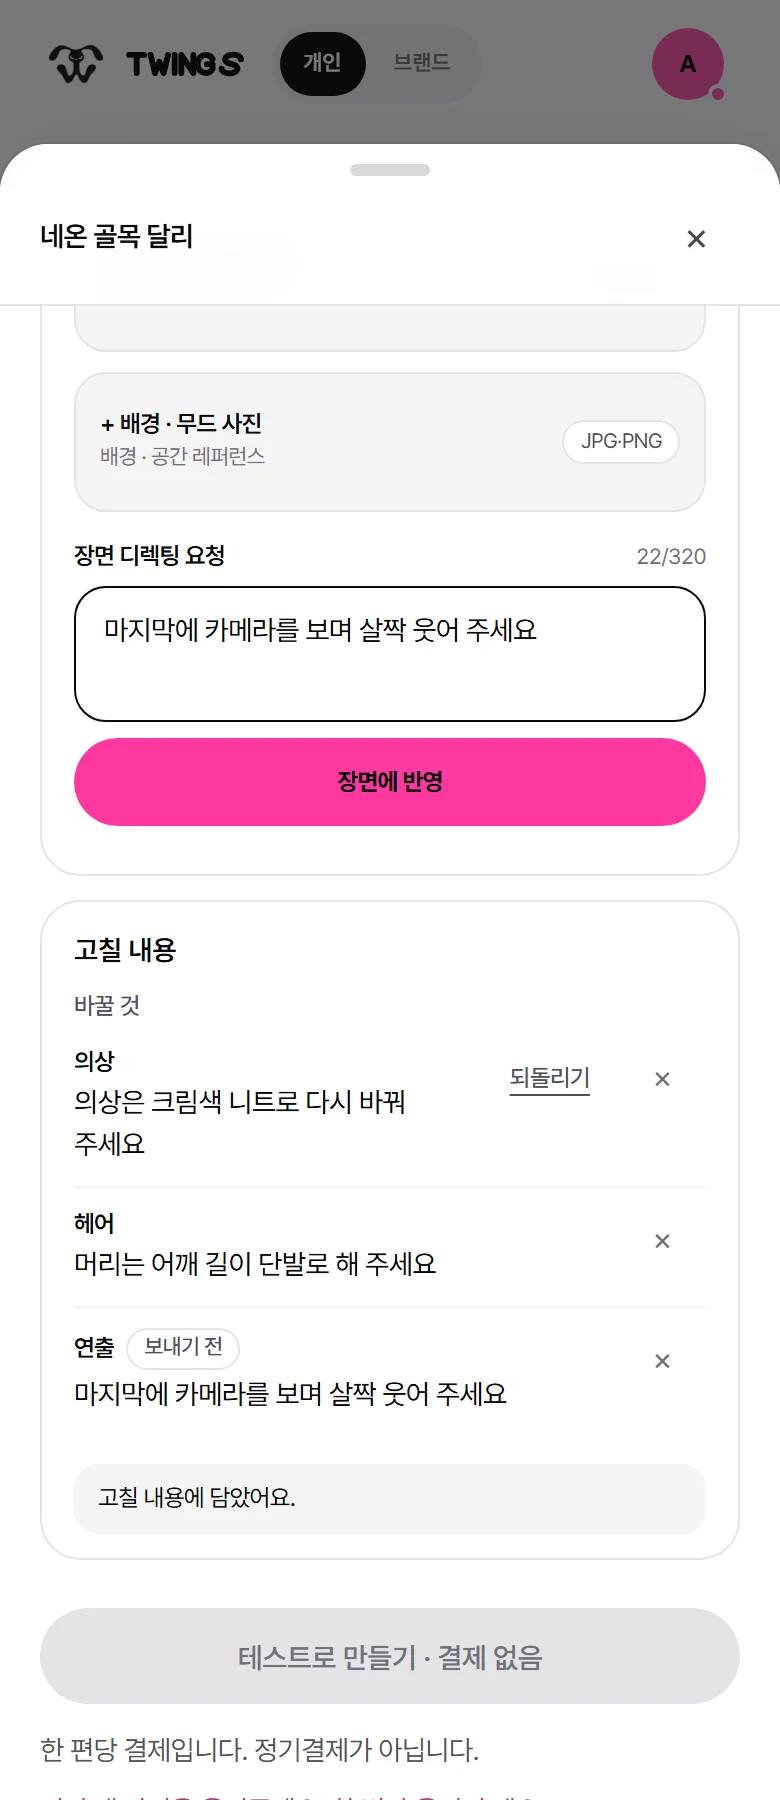 TWINGS
개인
브랜드
A
네온 골목 달리
+ 배경 · 무드 사진
배경 · 공간 레퍼런스
JPG·PNG
장면 디렉팅 요청
22/320
마지막에 카메라를 보며 살짝 웃어 주세요
장면에 반영
고칠 내용
바꿀 것
의상
의상은 크림색 니트로 다시 바꿔
주세요
되돌리기
헤어
머리는 어깨 길이 단발로 해 주세요
연출
보내기 전
마지막에 카메라를 보며 살짝 웃어 주세요
고칠 내용에 담았어요.
테스트로 만들기 · 결제 없음
한 편당 결제입니다. 정기결제가 아닙니다.